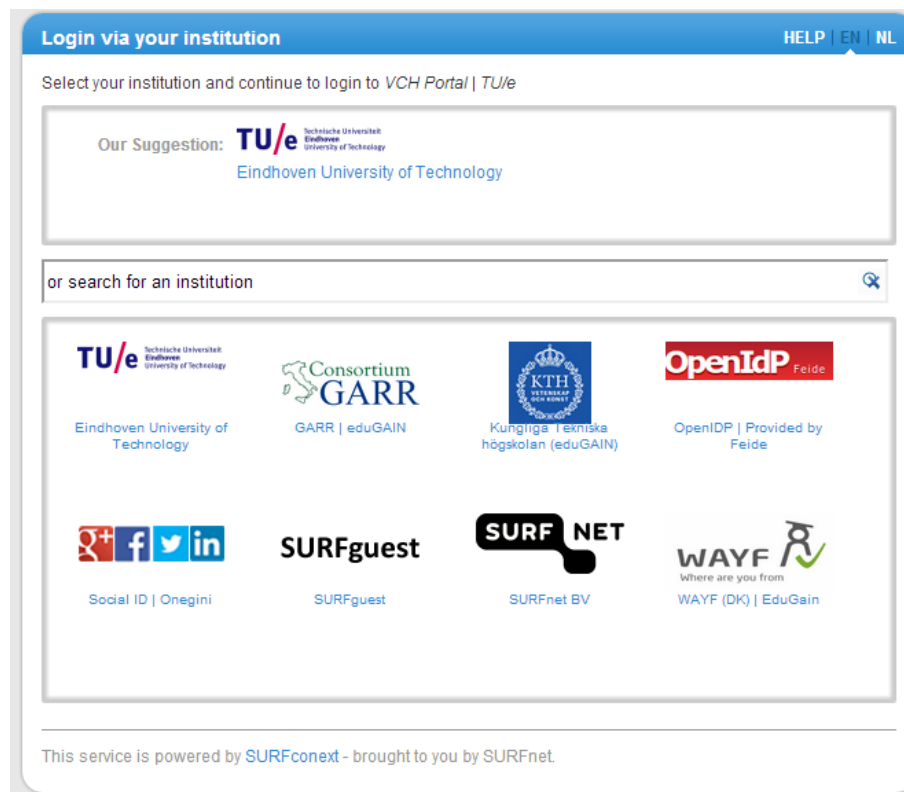 Login via your institution
HELP | EN | NL
Select your institution and continue to login to VCH Portal | TU/e
Our Suggestion:
TU/e Technische Universiteit
Eindhoven
University of Technology
Eindhoven University of Technology
or search for an institution
TU/e Technische Universiteit
Eindhoven
University of Technology
Eindhoven University of
Technology
Consortium
GARR
GARR | eduGAIN
KTH
VETENSKAP
OCH KONST
Kungliga Tekniska
högskolan (eduGAIN)
OpenIdP Feide
OpenIDP | Provided by
Feide
g+ f in
Social ID | Onegini
SURFguest
SURFguest
SURF NET
SURFnet BV
WAYF
Where are you from
WAYF (DK) | EduGain
This service is powered by SURFconext - brought to you by SURFnet.